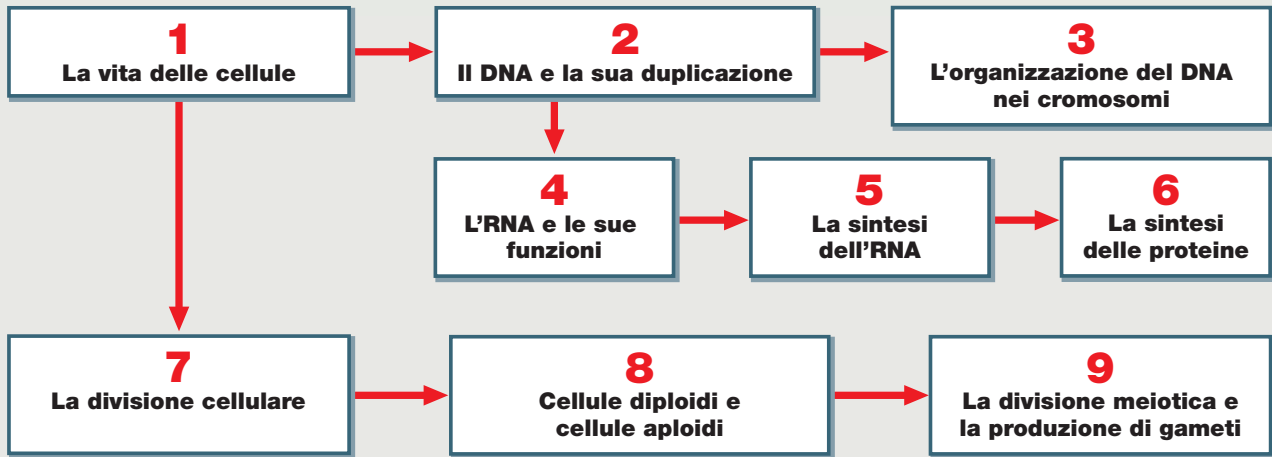 1
La vita delle cellule
2
Il DNA e la sua duplicazione
3
L'organizzazione del DNA
nei cromosomi
4
L'RNA e le sue
funzioni
5
La sintesi
dell'RNA
6
La sintesi
delle proteine
7
La divisione cellulare
8
Cellule diploidi e
cellule aploidi
9
La divisione meiotica e
la produzione di gameti